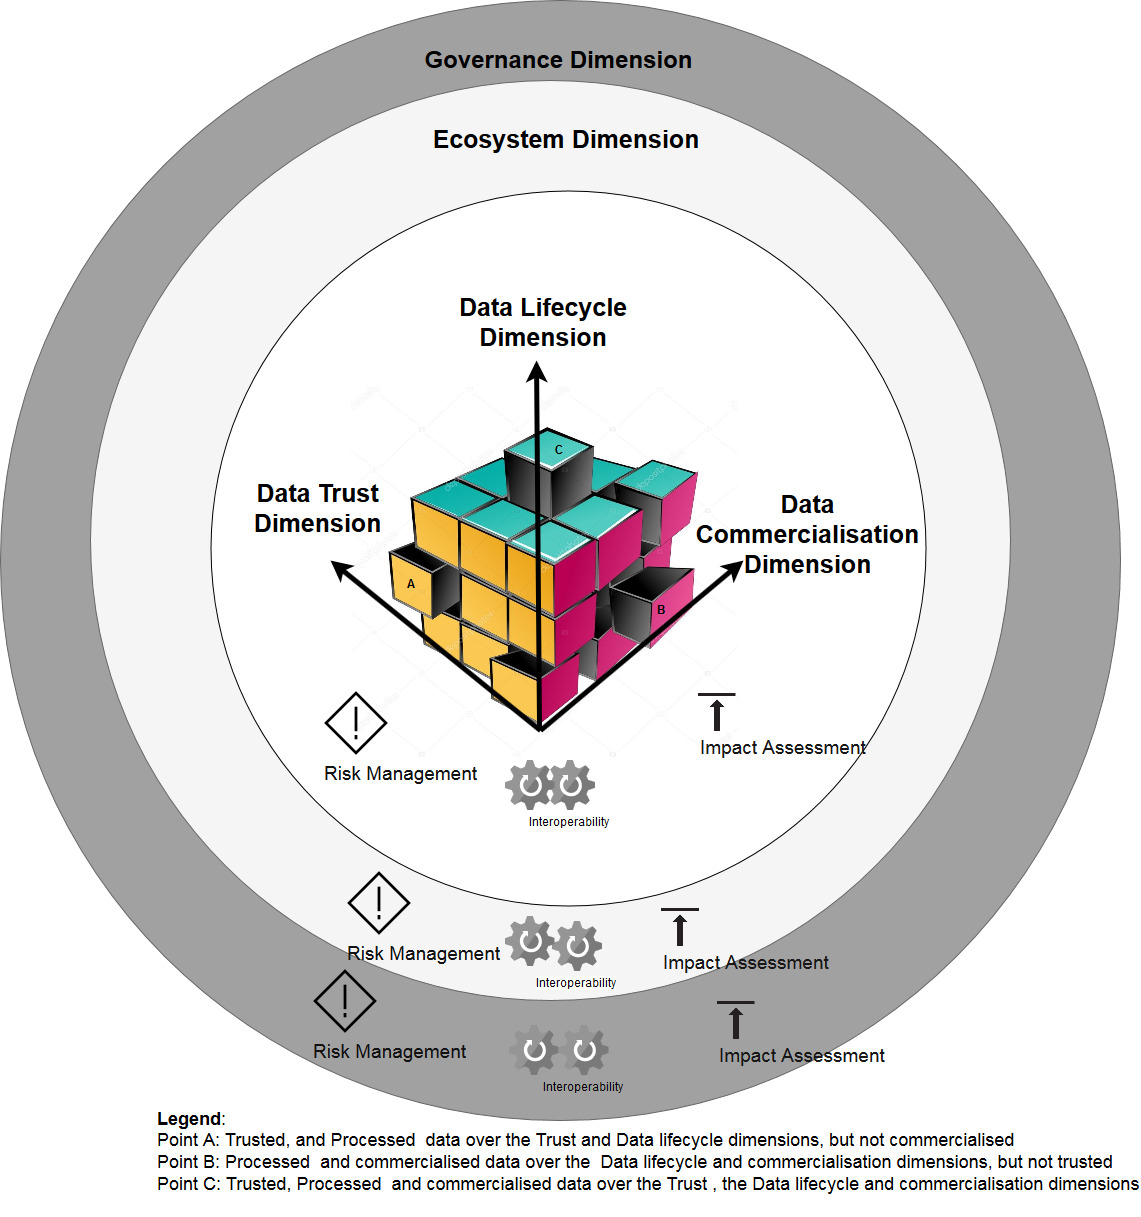 Governance Dimension
Ecosystem Dimension
Data Lifecycle
Dimension
C
Data Trust
Dimension
Data
Commercialisation
Dimension
A
B
Risk Management
Impact Assessment
Interoperability
Risk Management
Impact Assessment
Interoperability
Risk Management
Impact Assessment
Interoperability
Legend:
Point A: Trusted, and Processed  data over the Trust and Data lifecycle dimensions, but not commercialised
Point B: Processed  and commercialised data over the  Data lifecycle and commercialisation dimensions, but not trusted
Point C: Trusted, Processed  and commercialised data over the Trust , the Data lifecycle and commercialisation dimensions